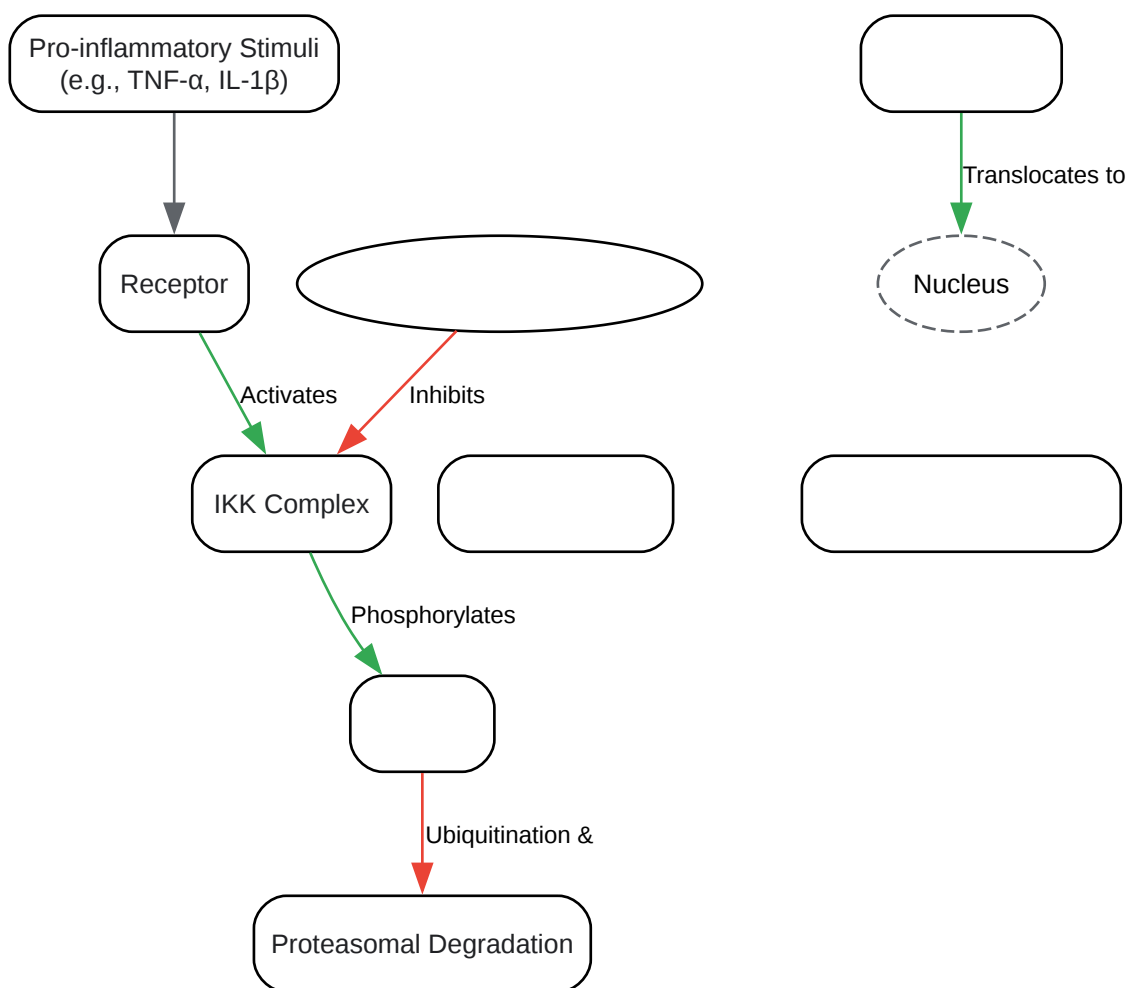 Pro-inflammatory Stimuli
(e.g., TNF-α, IL-1β)
Translocates to
Receptor
Nucleus
Activates
Inhibits
IKK Complex
Phosphorylates
Ubiquitination &
Proteasomal Degradation